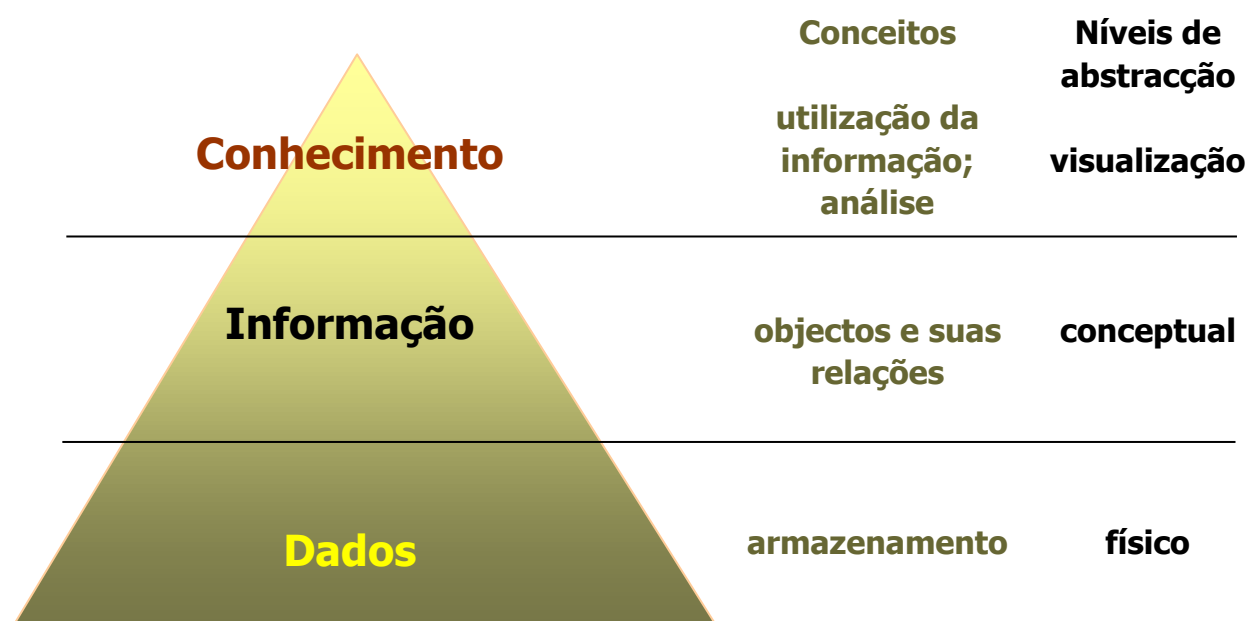 Conceitos
Níveis de
abstracção
Conhecimento
utilização da
informação;
análise
visualização
Informação
objectos e suas
relações
conceptual
Dados
armazenamento
físico